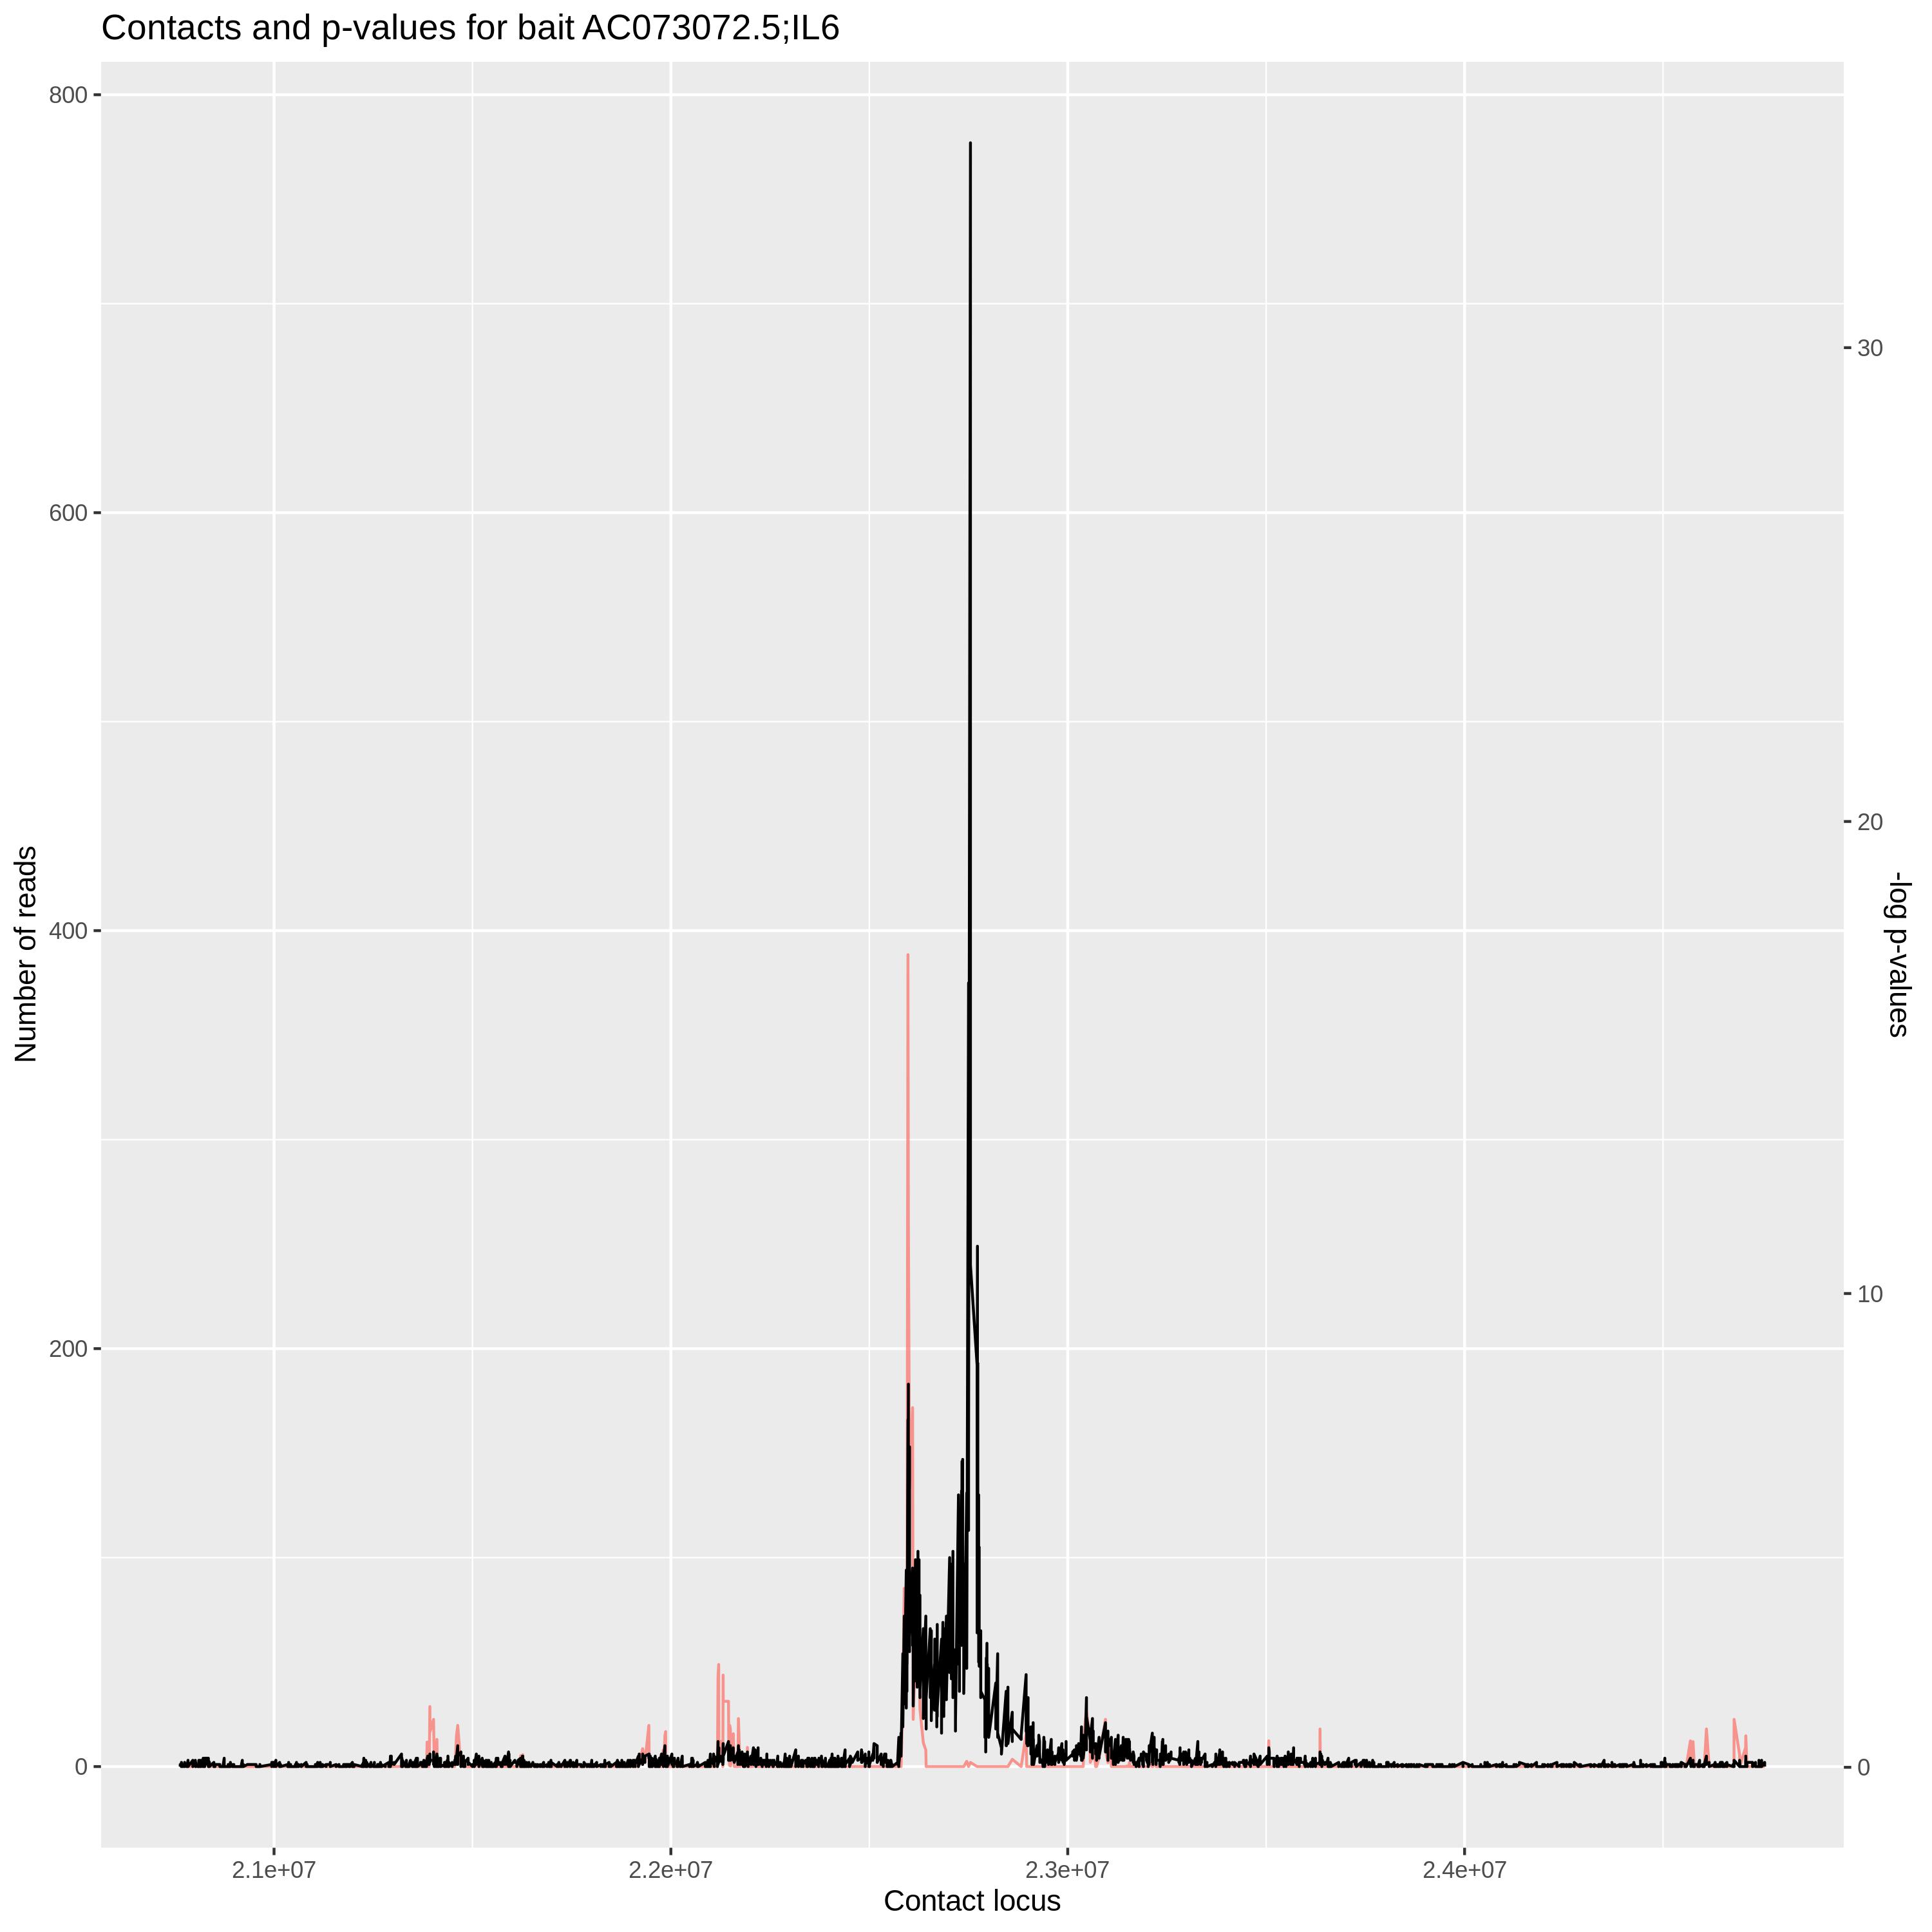 Contacts and p-values for bait AC073072.5;IL6
800
600
400
200
0
Number of reads
30
20
10
0
-log p-values
2.1e+07
2.2e+07
2.3e+07
2.4e+07
Contact locus